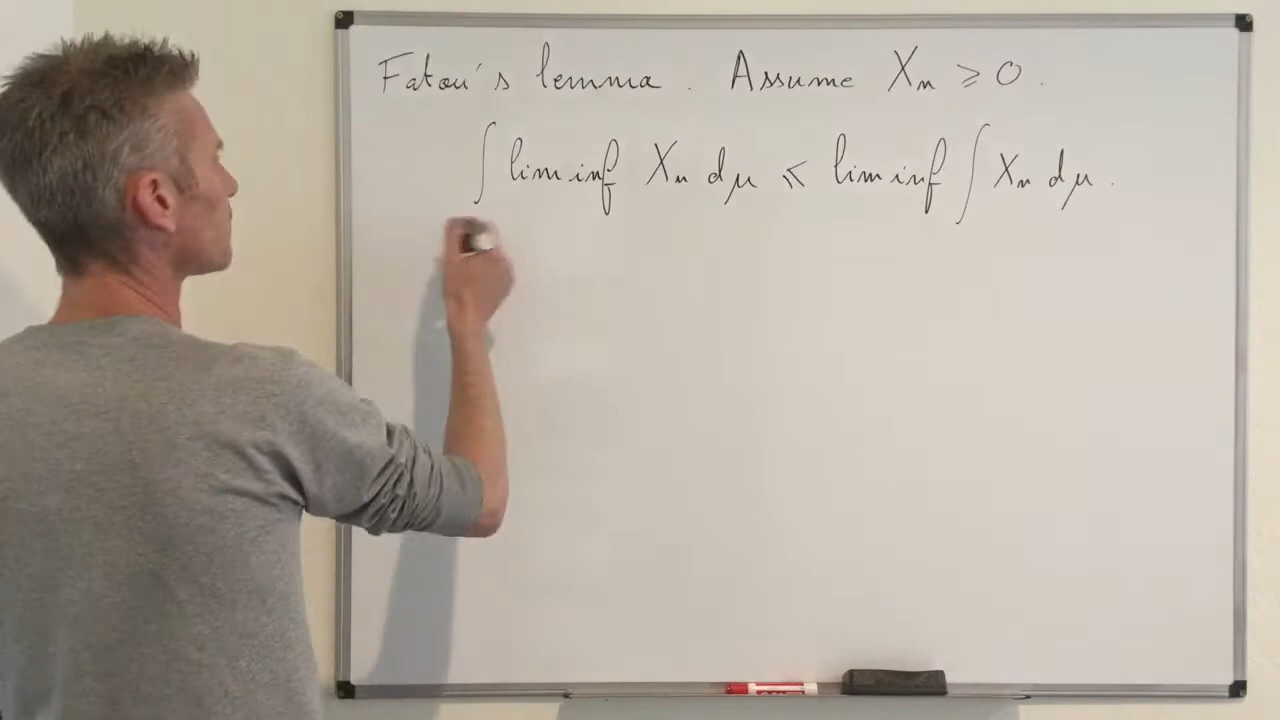 Fatou's lemma. Assume Xₙ ⩾ 0.
∫ lim inf Xₙ dμ ⩽ lim inf ∫ Xₙ dμ.